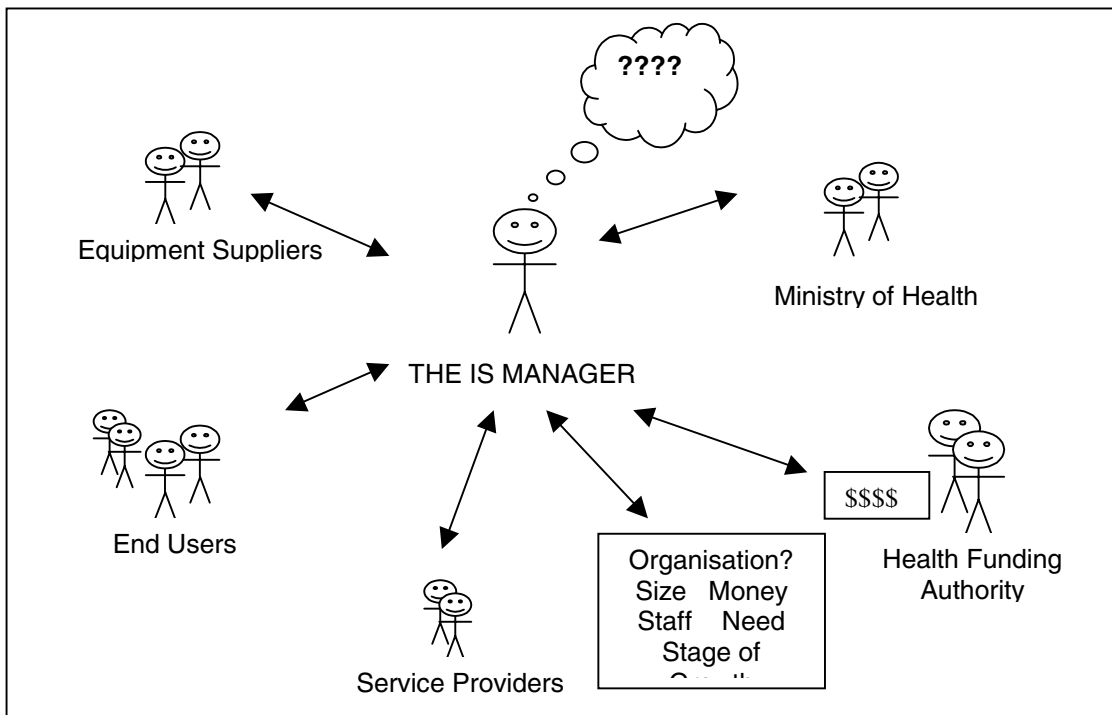 ????
Equipment Suppliers
Ministry of Health
THE IS MANAGER
End Users
$$$$
Health Funding
Authority
Organisation?
Size Money
Staff Need
Stage of
Service Providers